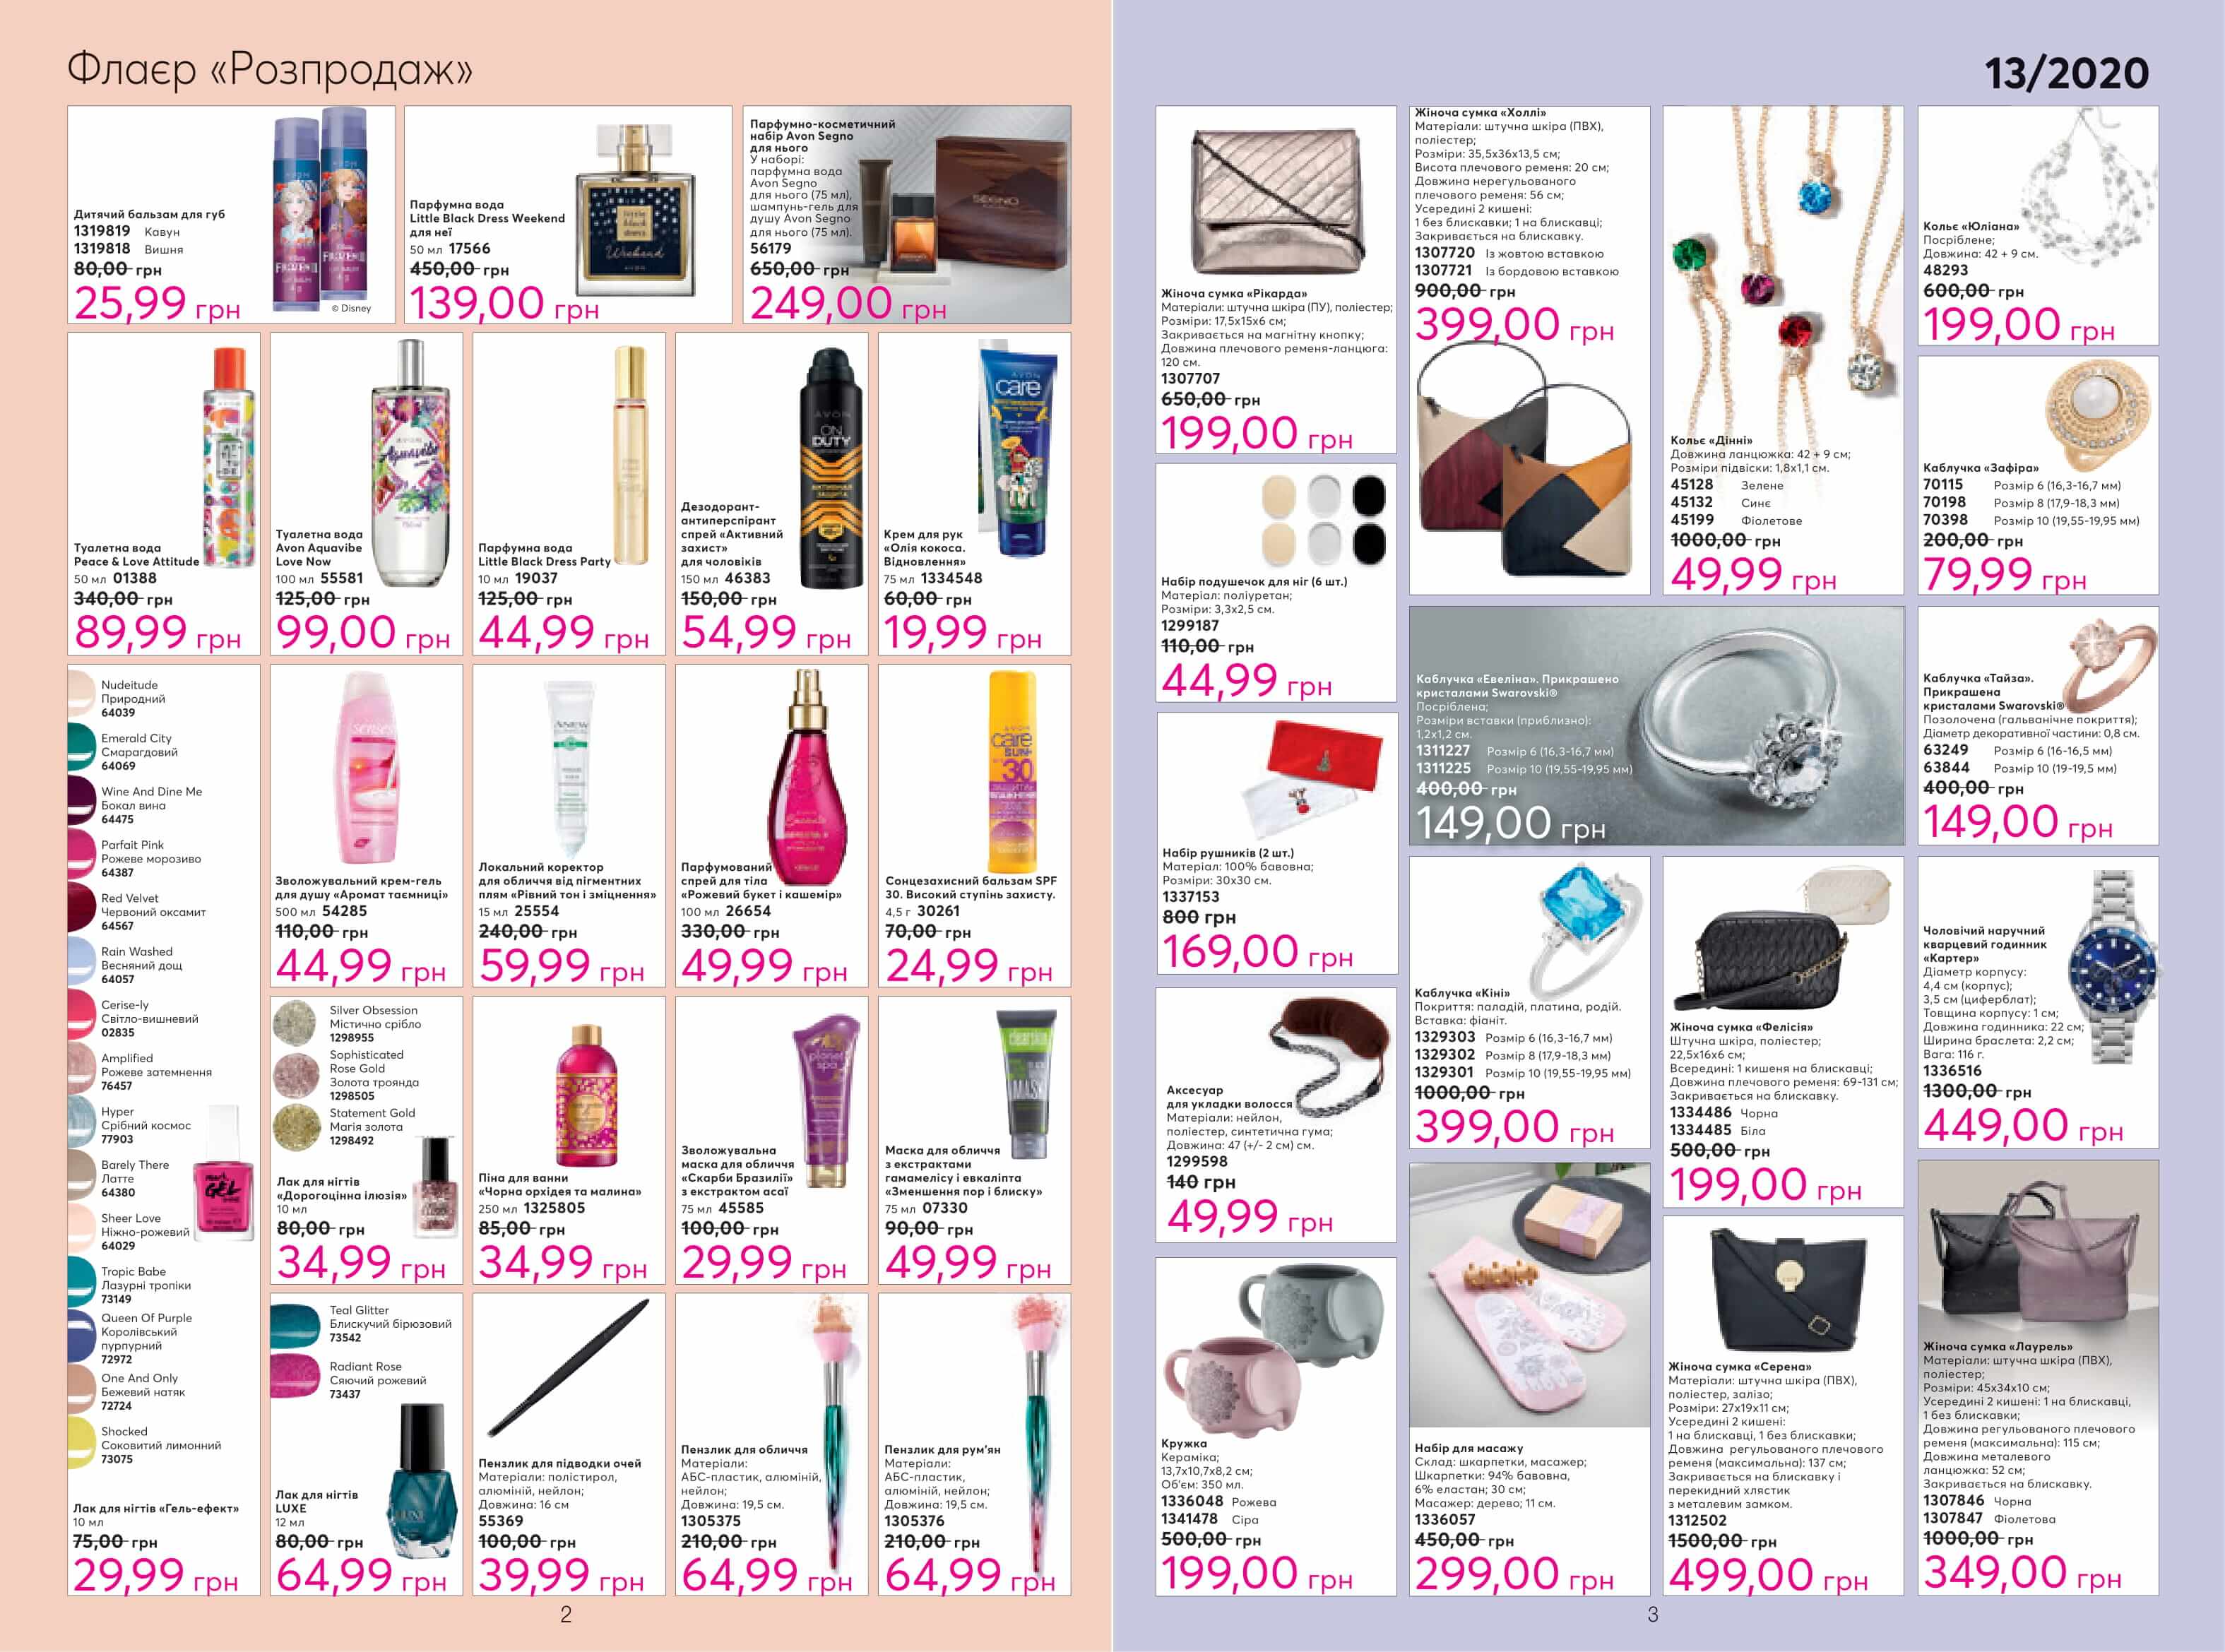 Флаєр «Розпродаж»
Дитячий бальзам для губ
1319819 Кавун
1319818 Вишня
80,00 грн
25,99 грн
© Disney
Парфумна вода
Little Black Dress Weekend
для неї
50 мл 17566
450,00 грн
139,00 грн
Парфумно-косметичний
набір Avon Segno
для нього
У наборі:
парфумна вода
Avon Segno
для нього (75 мл),
шампунь-гель для
душу Avon Segno
для нього (75 мл).
56179
650,00 грн
249,00 грн
Туалетна вода
Peace & Love Attitude
50 мл 01388
340,00 грн
89,99 грн
Туалетна вода
Avon Aquavibe
Love Now
100 мл 55581
125,00 грн
99,00 грн
Парфумна вода
Little Black Dress Party
10 мл 19037
125,00 грн
44,99 грн
AVON
ON
DUTY
Дезодорант-
антиперспірант
спрей «Активний
захист»
для чоловіків
150 мл 46383
150,00 грн
54,99 грн
AVON
care
Крем для рук
«Олія кокоса.
Відновлення»
75 мл 1334548
60,00 грн
19,99 грн
Nudeitude
Природний
64039
Emerald City
Смарагдовий
64069
Wine And Dine Me
Бокал вина
64475
Parfait Pink
Рожеве морозиво
64387
Red Velvet
Червоний оксамит
64567
Rain Washed
Весняний дощ
64057
Cerise-ly
Світло-вишневий
02835
Amplified
Рожеве затемнення
76457
Hyper
Срібний космос
77903
Barely There
Латте
64380
Sheer Love
Ніжно-рожевий
64029
Tropic Babe
Лазурні тропіки
73149
Queen Of Purple
Королівський
пурпурний
72972
One And Only
Бежевий натяк
72724
Shocked
Соковитий лимонний
73075
Лак для нігтів «Гель-ефект»
10 мл
75,00 грн
29,99 грн
senses
Зволожувальний крем-гель
для душу «Аромат таємниці»
500 мл 54285
110,00 грн
44,99 грн
ANEW
Локальний коректор
для обличчя від пігментних
плям «Рівний тон і зміцнення»
15 мл 25554
240,00 грн
59,99 грн
Парфумований
спрей для тіла
«Рожевий букет і кашемір»
100 мл 26654
330,00 грн
49,99 грн
AVON
care
SUN+
30
Сонцезахисний бальзам SPF
30. Високий ступінь захисту.
4,5 г 30261
70,00 грн
24,99 грн
Silver Obsession
Містично срібло
1298955
Sophisticated
Rose Gold
Золота троянда
1298505
Statement Gold
Магія золота
1298492
Лак для нігтів
«Дорогоцінна ілюзія»
10 мл
80,00 грн
34,99 грн
Піна для ванни
«Чорна орхідея та малина»
250 мл 1325805
85,00 грн
34,99 грн
planet
spa
Зволожувальна
маска для обличчя
«Скарби Бразилії»
з екстрактом асаї
75 мл 45585
100,00 грн
29,99 грн
clearskin
MASK
Маска для обличчя
з екстрактами
гамамелісу і евкаліпта
«Зменшення пор і блиску»
75 мл 07330
90,00 грн
49,99 грн
Teal Glitter
Блискучий бірюзовий
73542
Radiant Rose
Сяючий рожевий
73437
Лак для нігтів
LUXE
12 мл
80,00 грн
64,99 грн
Пензлик для підводки очей
Матеріали: полістирол,
алюміній, нейлон;
Довжина: 16 см
55369
100,00 грн
39,99 грн
Пензлик для обличчя
Матеріали:
АБС-пластик, алюміній,
нейлон;
Довжина: 19,5 см.
1305375
210,00 грн
64,99 грн
Пензлик для рум'ян
Матеріали:
АБС-пластик,
алюміній, нейлон;
Довжина: 19,5 см.
1305376
210,00 грн
64,99 грн
2
13/2020
Жіноча сумка «Рікарда»
Матеріали: штучна шкіра (ПУ), поліестер;
Розміри: 17,5х15х6 см;
Закривається на магнітну кнопку;
Довжина плечового ременя-ланцюга:
120 см.
1307707
650,00 грн
199,00 грн
Жіноча сумка «Холлі»
Матеріали: штучна шкіра (ПВХ),
поліестер;
Розміри: 35,5х36х13,5 см;
Висота плечового ременя: 20 см;
Довжина нерегульованого
плечового ременя: 56 см;
Усередині 2 кишені:
1 без блискавки; 1 на блискавці;
Закривається на блискавку.
1307720 Із жовтою вставкою
1307721 Із бордовою вставкою
900,00 грн
399,00 грн
Кольє «Дінні»
Довжина ланцюжка: 42 + 9 см;
Розміри підвіски: 1,8х1,1 см.
45128 Зелене
45132 Синє
45199 Фіолетове
1000,00 грн
49,99 грн
Кольє «Юліана»
Посріблене;
Довжина: 42 + 9 см.
48293
600,00 грн
199,00 грн
Каблучка «Зафіра»
70115 Розмір 6 (16,3-16,7 мм)
70198 Розмір 8 (17,9-18,3 мм)
70398 Розмір 10 (19,55-19,95 мм)
200,00 грн
79,99 грн
Набір подушечок для ніг (6 шт.)
Матеріал: поліуретан;
Розміри: 3,3х2,5 см.
1299187
110,00 грн
44,99 грн
Каблучка «Евеліна». Прикрашено
кристалами Swarovski®
Посріблена;
Розміри вставки (приблизно):
1,2х1,2 см.
1311227 Розмір 6 (16,3-16,7 мм)
1311225 Розмір 10 (19,55-19,95 мм)
400,00 грн
149,00 грн
Каблучка «Тайза».
Прикрашена
кристалами Swarovski®
Позолочена (гальванічне покриття);
Діаметр декоративної частини: 0,8 см.
63249 Розмір 6 (16-16,5 мм)
63844 Розмір 10 (19-19,5 мм)
400,00 грн
149,00 грн
Набір рушників (2 шт.)
Матеріал: 100% бавовна;
Розміри: 30х30 см.
1337153
800 грн
169,00 грн
Каблучка «Кіні»
Покриття: паладій, платина, родій.
Вставка: фіаніт.
1329303 Розмір 6 (16,3-16,7 мм)
1329302 Розмір 8 (17,9-18,3 мм)
1329301 Розмір 10 (19,55-19,95 мм)
1000,00 грн
399,00 грн
Жіноча сумка «Фелісія»
Штучна шкіра, поліестер;
22,5х16х6 см;
Всередині: 1 кишеня на блискавці;
Довжина плечового ременя: 69-131 см;
Закривається на блискавку.
1334486 Чорна
1334485 Біла
500,00 грн
199,00 грн
Чоловічий наручний
кварцевий годинник
«Картер»
Діаметр корпусу:
4,4 см (корпус);
3,5 см (циферблат);
Товщина корпусу: 1 см;
Довжина годинника: 22 см;
Ширина браслета: 2,2 см;
Вага: 116 г.
1336516
1300,00 грн
449,00 грн
Аксесуар
для укладки волосся
Матеріали: нейлон,
поліестер, синтетична гума;
Довжина: 47 (+/- 2 см) см.
1299598
140 грн
49,99 грн
Кружка
Кераміка;
13,7х10,7х8,2 см;
Об'єм: 350 мл.
1336048 Рожева
1341478 Сіра
500,00 грн
199,00 грн
Набір для масажу
Склад: шкарпетки, масажер;
Шкарпетки: 94% бавовна,
6% еластан; 30 см;
Масажер: дерево; 11 см.
1336057
450,00 грн
299,00 грн
Жіноча сумка «Серена»
Матеріали: штучна шкіра (ПВХ),
поліестер, залізо;
Розміри: 27х19х11 см;
Усередині 2 кишені:
1 на блискавці, 1 без блискавки;
Довжина регульованого плечового
ременя (максимальна): 137 см;
Закривається на блискавку і
перекидний хлястик
з металевим замком.
1312502
1500,00 грн
499,00 грн
Жіноча сумка «Лаурель»
Матеріали: штучна шкіра (ПВХ),
поліестер;
Розміри: 45х34х10 см;
Усередині 2 кишені: 1 на блискавці,
1 без блискавки;
Довжина регульованого плечового
ременя (максимальна): 115 см;
Довжина металевого
ланцюжка: 52 см;
Закривається на блискавку.
1307846 Чорна
1307847 Фіолетова
1000,00 грн
349,00 грн
3